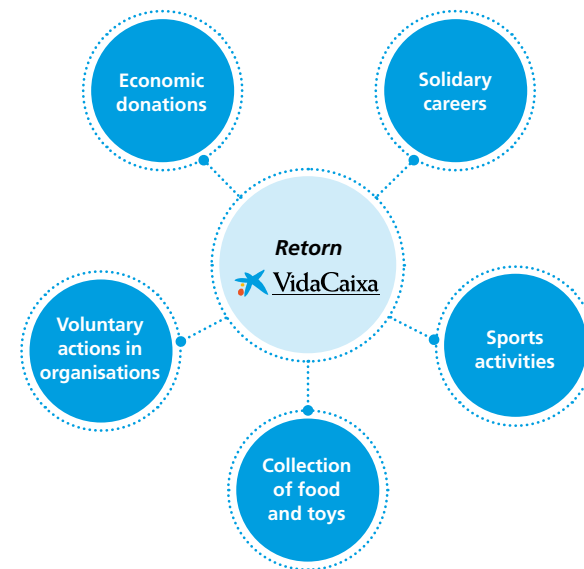 Economic
donations
Solidary
careers
Retorn
VidaCaixa
Voluntary
actions in
organisations
Sports
activities
Collection
of food
and toys